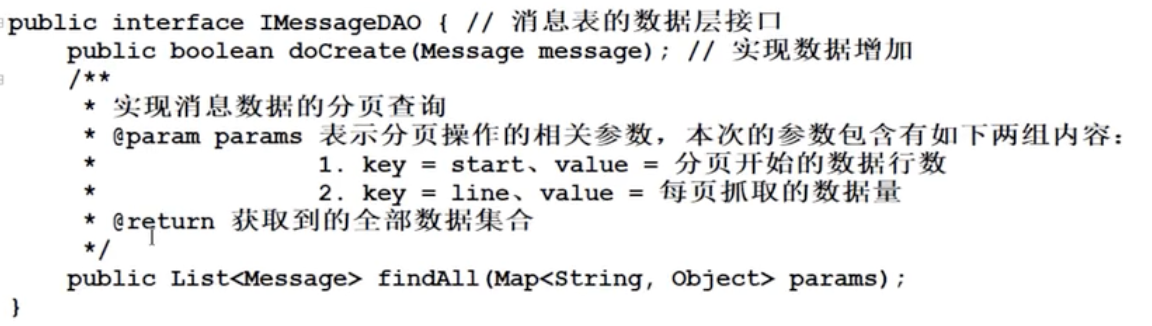 public interface IMessageDAO { // 消息表的数据层接口
    public boolean doCreate(Message message); // 实现数据增加
    /**
     * 实现消息数据的分页查询
     * @param params 表示分页操作的相关参数，本次的参数包含有如下两组内容：
     *               1. key = start、value = 分页开始的数据行数
     *               2. key = line、value = 每页抓取的数据量
     * @return 获取到的全部数据集合
     */
    public List<Message> findAll(Map<String, Object> params);
}